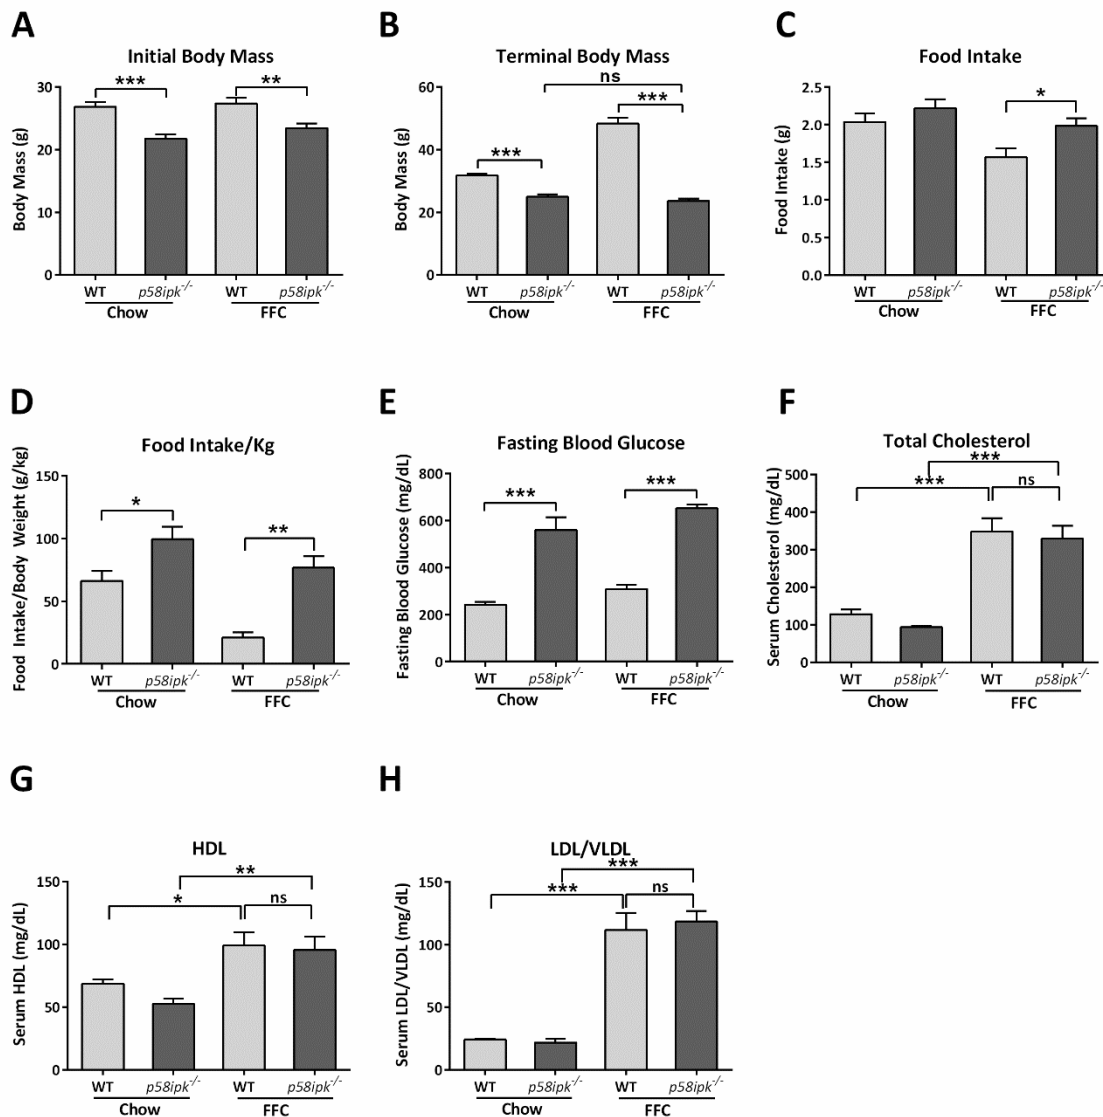 A
Initial Body Mass
Body Mass (g)
30
20
10
0
***
**
WT
p58ipk-/-
WT
p58ipk-/-
Chow
FFC
B
Terminal Body Mass
Body Mass (g)
60
40
20
0
ns
***
***
WT
p58ipk-/-
WT
p58ipk-/-
Chow
FFC
C
Food Intake
Food Intake (g)
2.5
2.0
1.5
1.0
0.5
0.0
*
WT
p58ipk-/-
WT
p58ipk-/-
Chow
FFC
D
Food Intake/Kg
Food Intake/Body Weight (g/kg)
150
100
50
0
*
**
WT
p58ipk-/-
WT
p58ipk-/-
Chow
FFC
E
Fasting Blood Glucose
Fasting Blood Glucose (mg/dL)
800
600
400
200
0
***
***
WT
p58ipk-/-
WT
p58ipk-/-
Chow
FFC
F
Total Cholesterol
Serum Cholesterol (mg/dL)
500
400
300
200
100
0
***
***
ns
WT
p58ipk-/-
WT
p58ipk-/-
Chow
FFC
G
HDL
Serum HDL (mg/dL)
150
100
50
0
**
*
ns
WT
p58ipk-/-
WT
p58ipk-/-
Chow
FFC
H
LDL/VLDL
Serum LDL/VLDL (mg/dL)
150
100
50
0
***
***
ns
WT
p58ipk-/-
WT
p58ipk-/-
Chow
FFC